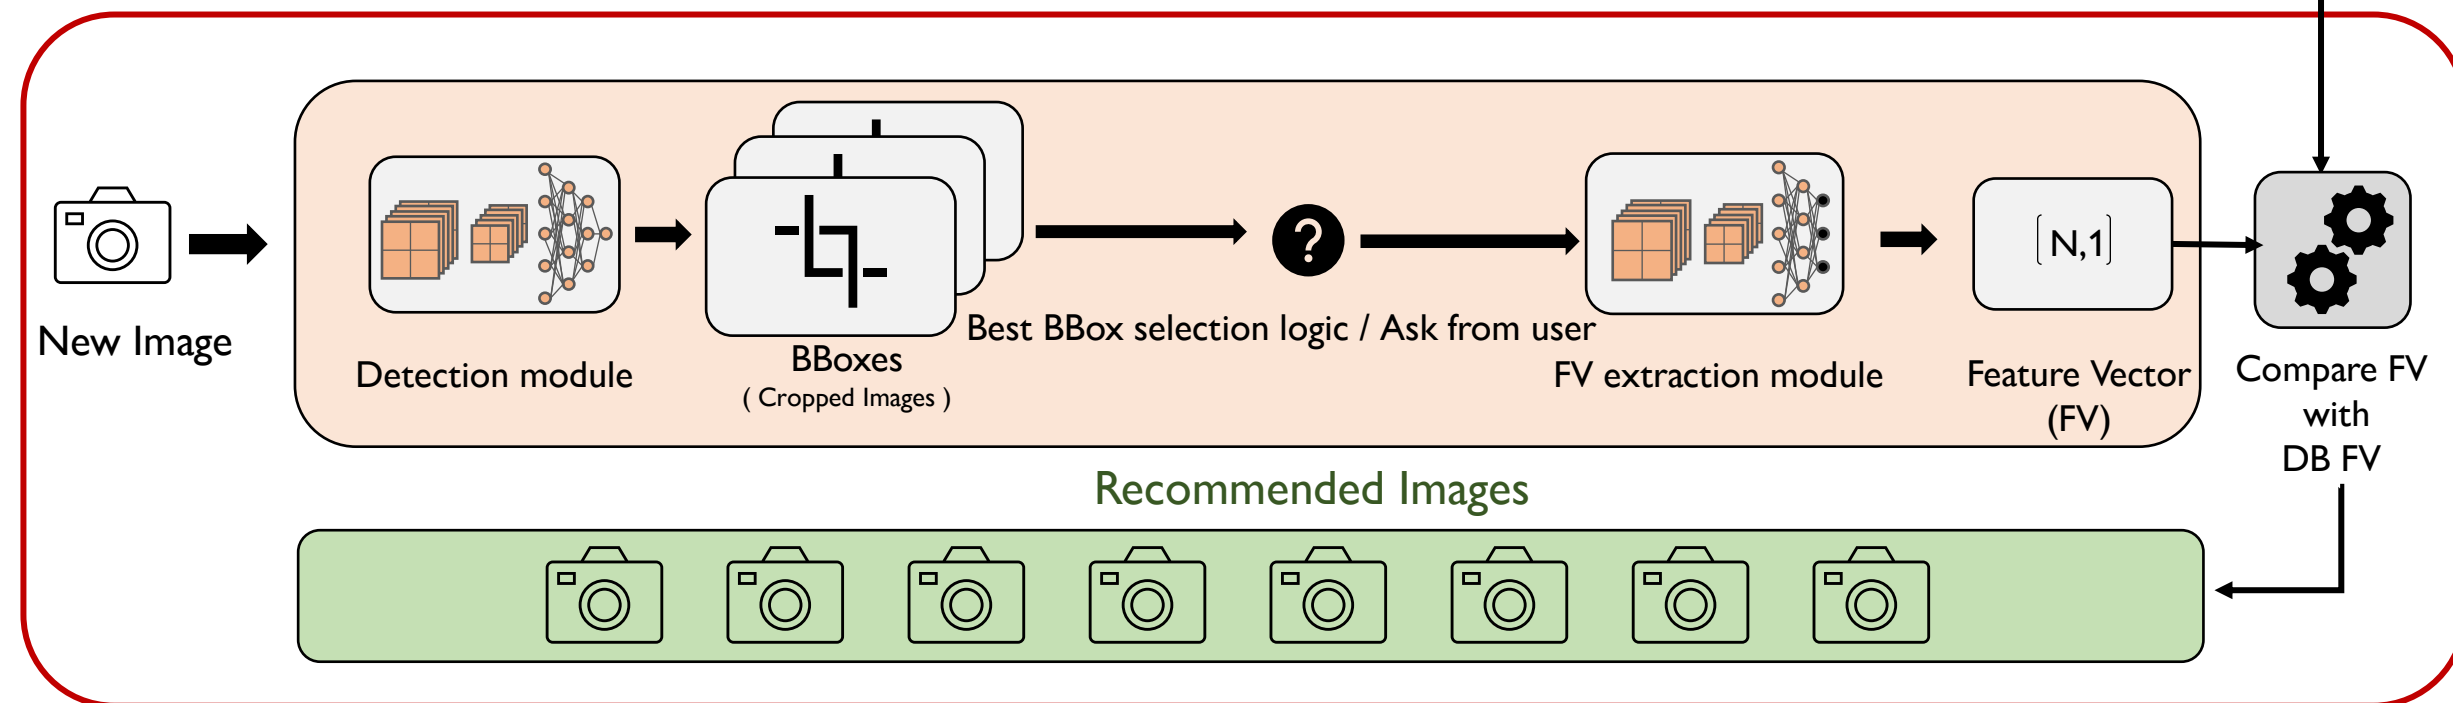 New Image
Detection module
BBoxes
( Cropped Images )
Best BBox selection logic / Ask from user
?
FV extraction module
[ N,1 ]
Feature Vector
(FV)
Compare FV
with
DB FV
Recommended Images